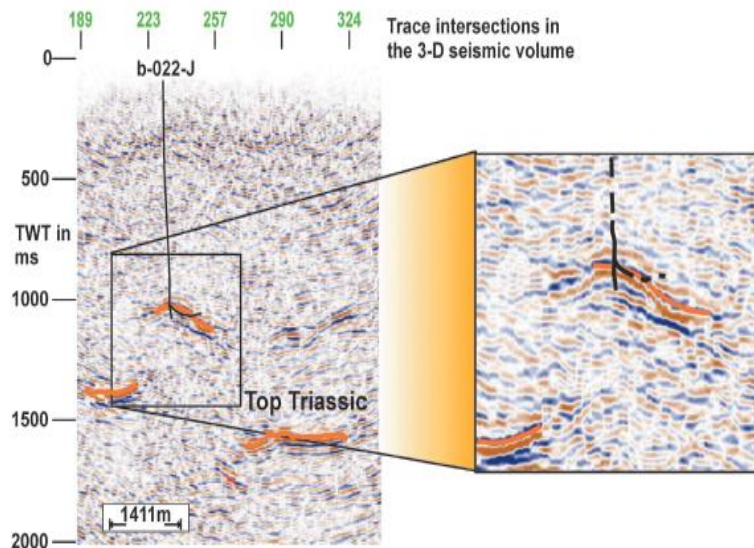 189 223 257 290 324
Trace intersections in
the 3-D seismic volume
b-022-J
0
500
TWT in
ms
1000
Top Triassic
1500
1411m
2000